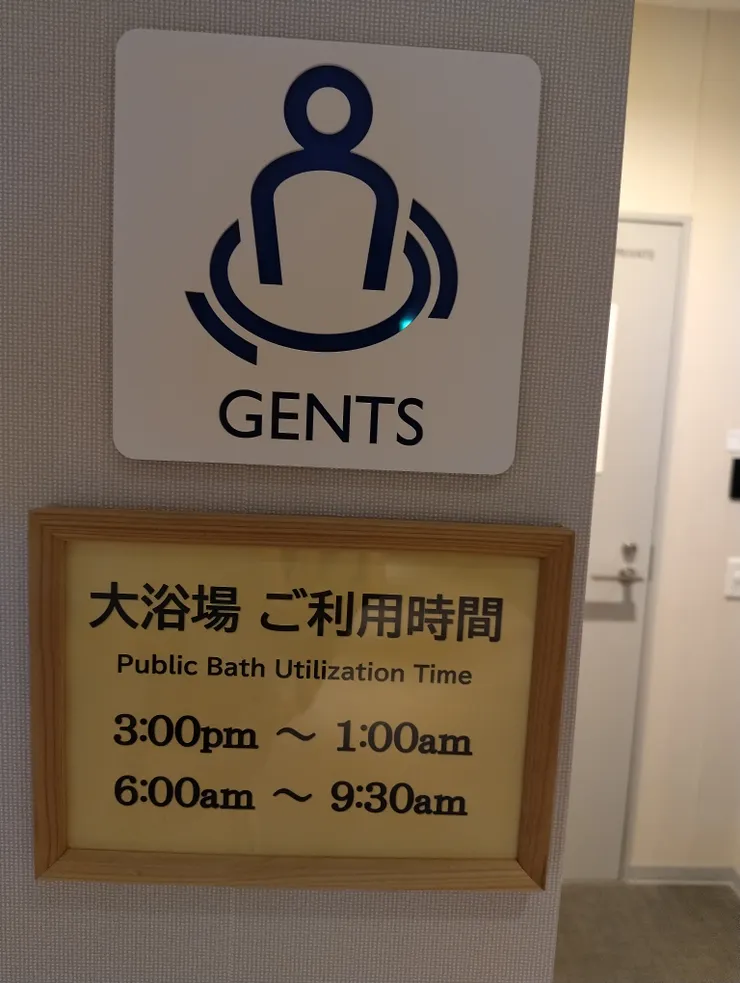 GENTS
大浴場 ご利用時間
Public Bath Utilization Time
3:00pm ～ 1:00am
6:00am ～ 9:30am
PRIVATE